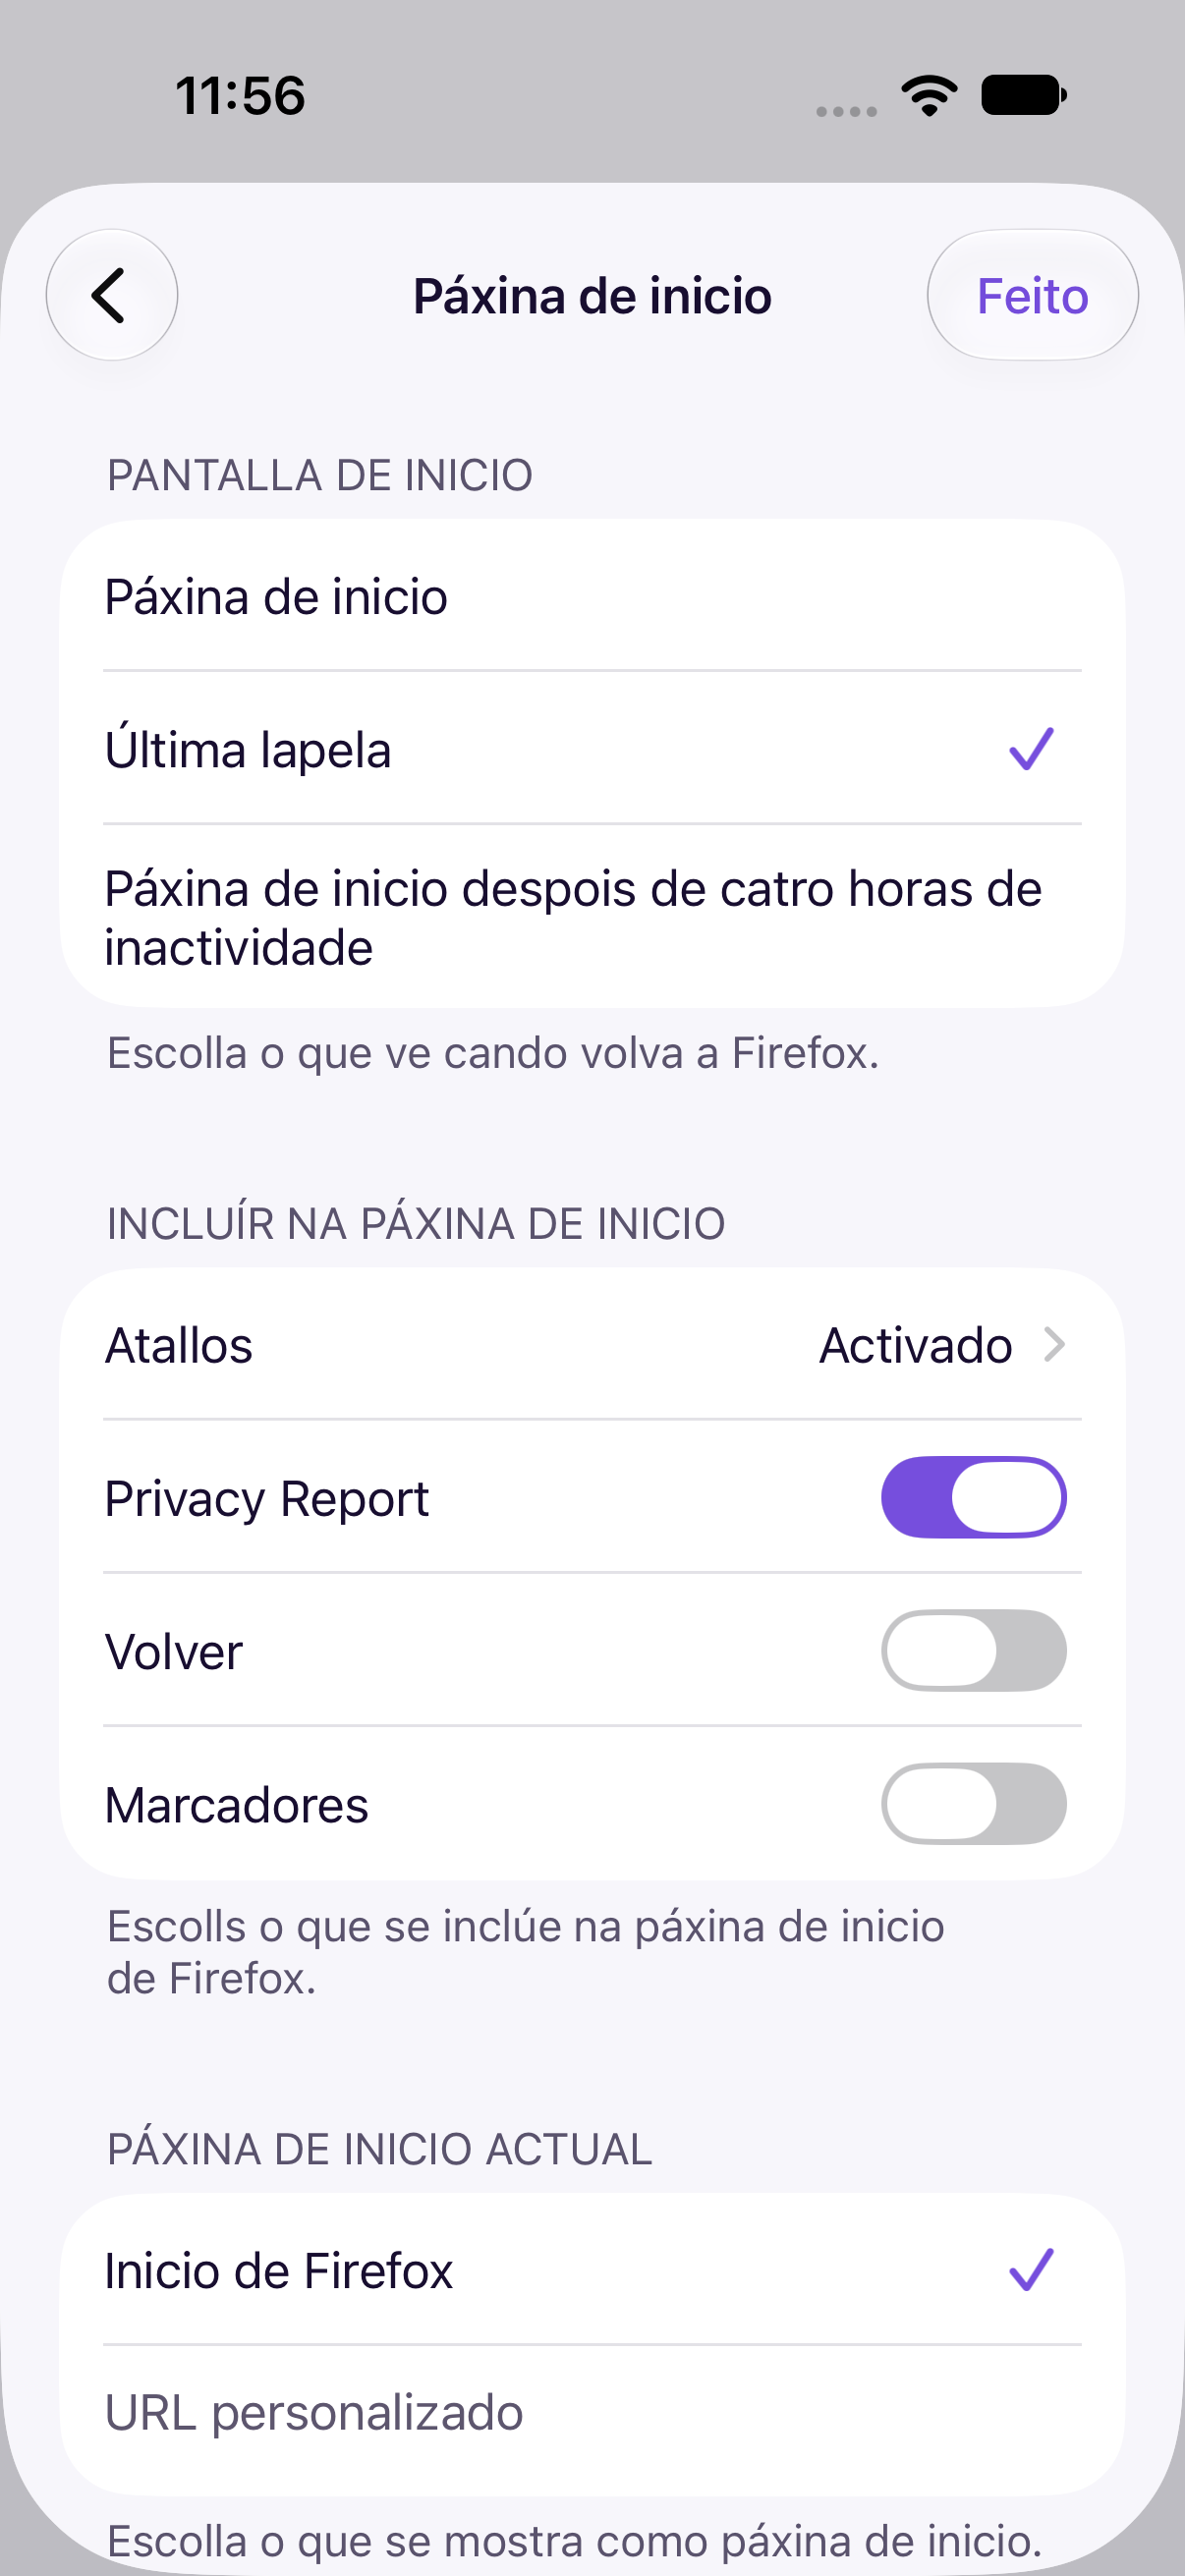 11:56
Páxina de inicio
Feito
PANTALLA DE INICIO
Páxina de inicio
Última lapela
Páxina de inicio despois de catro horas de
inactividade
Escolla o que ve cando volva a Firefox.
INCLUÍR NA PÁXINA DE INICIO
Atallos
Activado
Privacy Report
Volver
Marcadores
Escolls o que se inclúe na páxina de inicio
de Firefox.
PÁXINA DE INICIO ACTUAL
Inicio de Firefox
URL personalizado
Escolla o que se mostra como páxina de inicio.